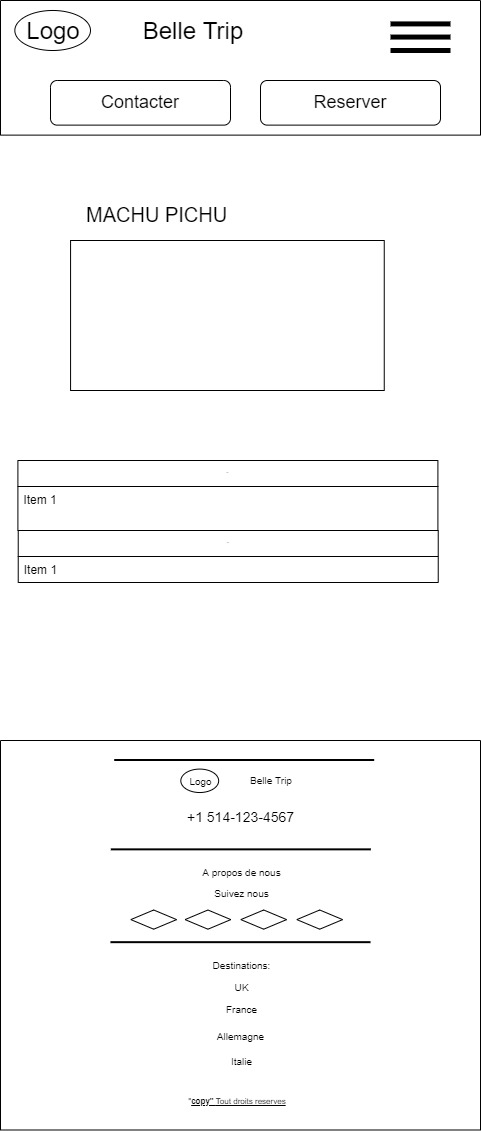 Logo
Belle Trip
Contacter
Reserver
MACHU PICHU
Item 1
Item 1
Logo
Belle Trip
+1 514-123-4567
A propos de nous
Suivez nous
Destinations:
UK
France
Allemagne
Italie
"copy" Tout droits reserves